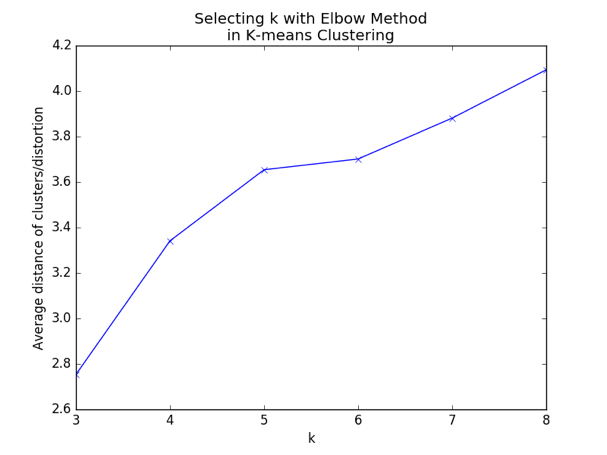 Selecting k with Elbow Method
in K-means Clustering
Average distance of clusters/distortion
4.2
4.0
3.8
3.6
3.4
3.2
3.0
2.8
2.6
3 4 5 6 7 8
k